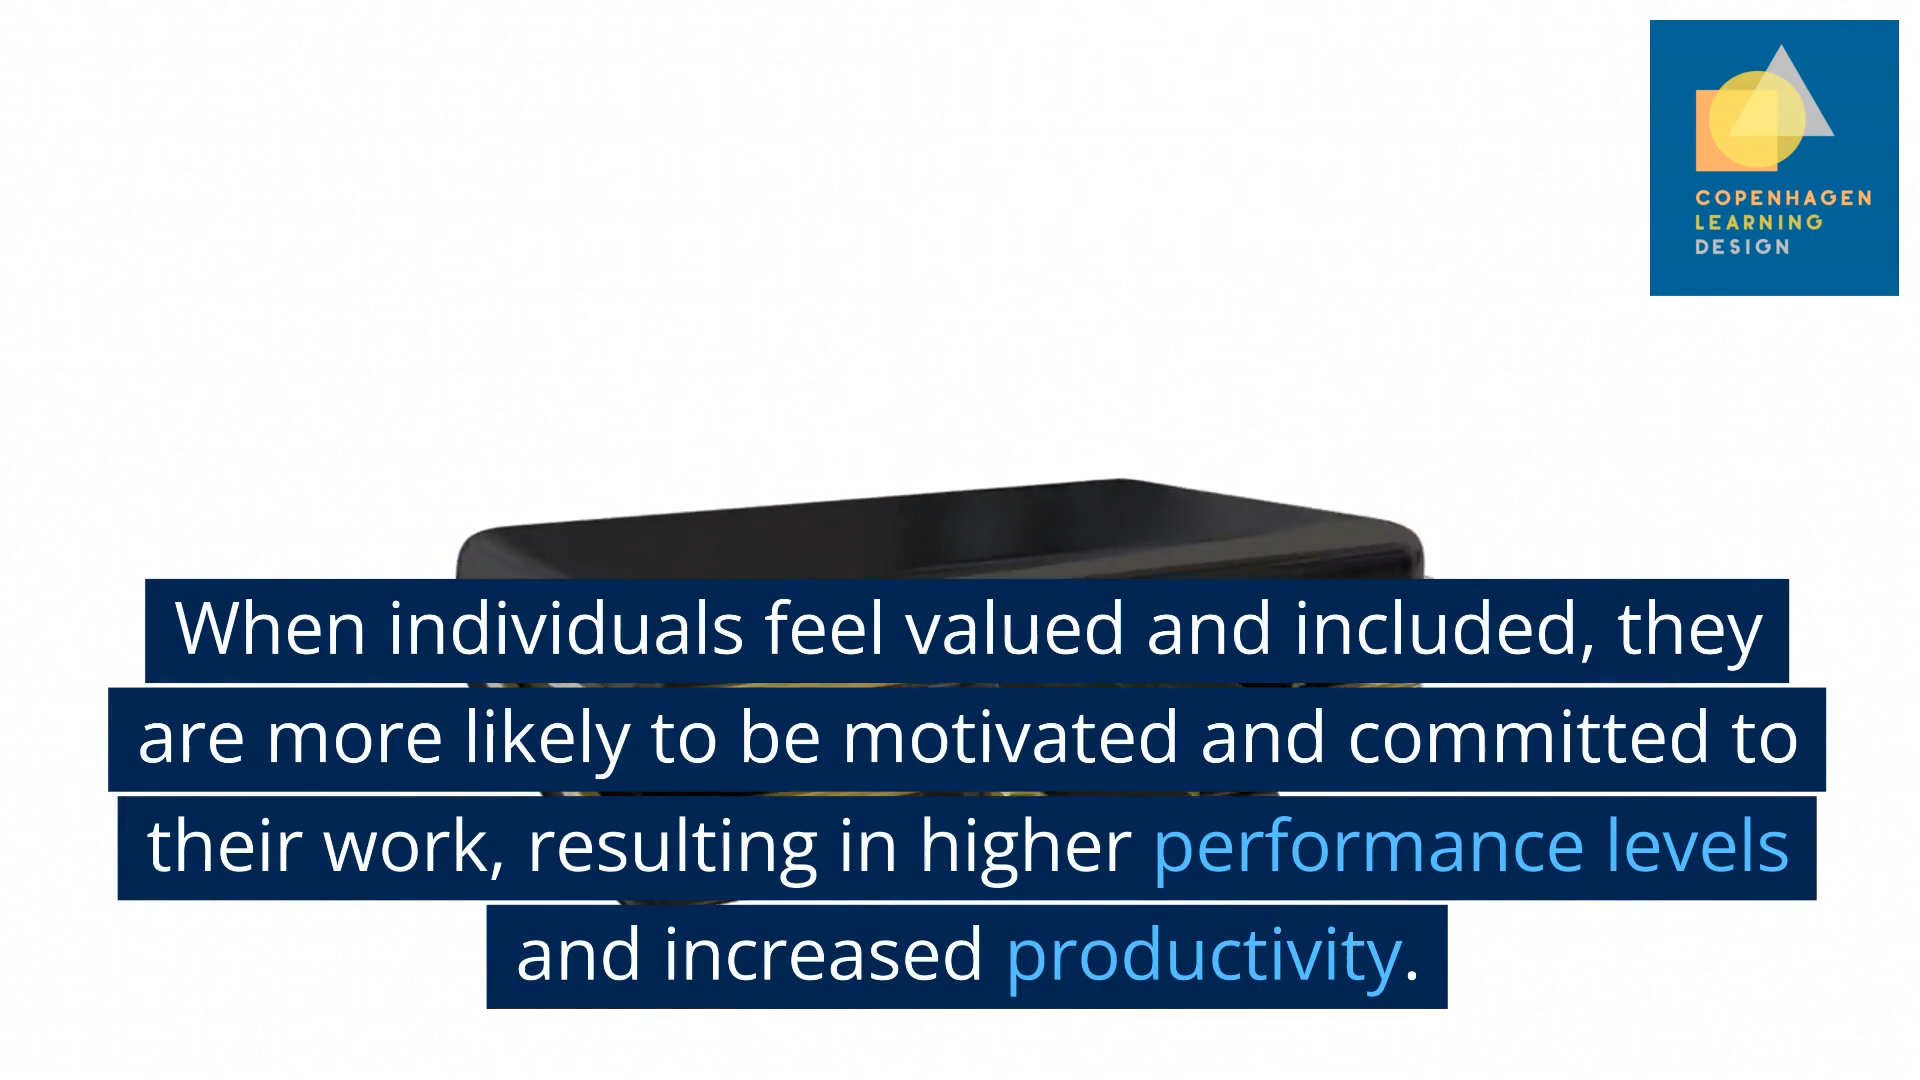 COPENHAGEN
LEARNING
DESIGN
When individuals feel valued and included, they
are more likely to be motivated and committed to
their work, resulting in higher performance levels
and increased productivity.